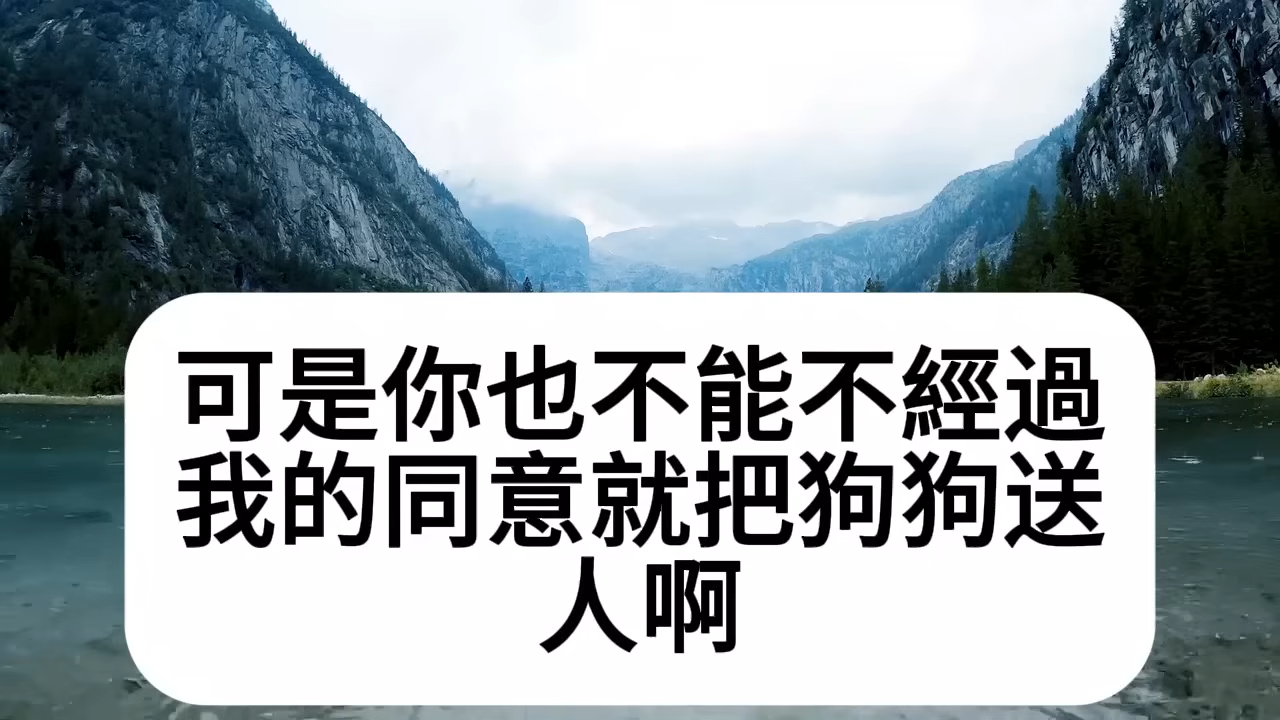 可是你也不能不經過
我的同意就把狗狗送
人啊